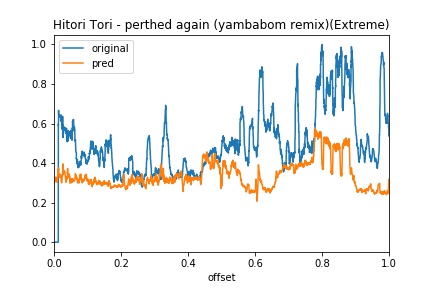 Hitori Tori - perthed again (yambabom remix)(Extreme)
original
pred
1.0
0.8
0.6
0.4
0.2
0.0
0.0 0.2 0.4 0.6 0.8 1.0
offset